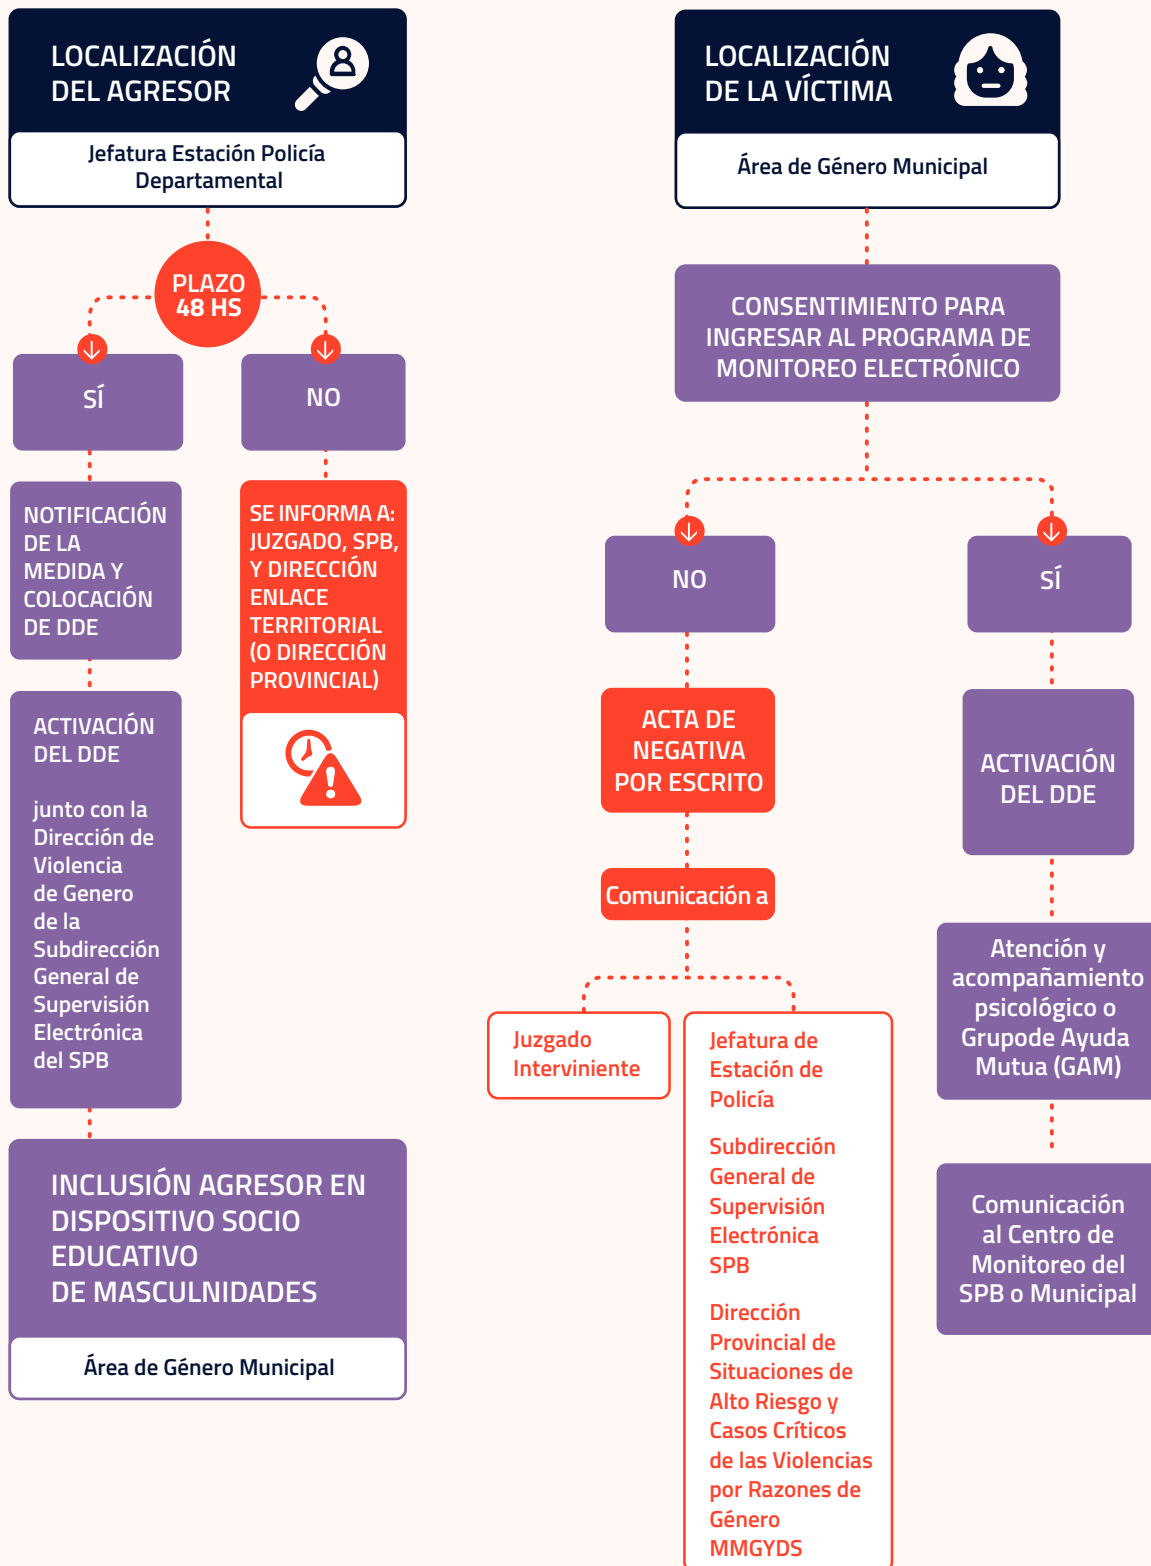 LOCALIZACIÓN
DEL AGRESOR
Jefatura Estación Policía
Departamental
PLAZO
48 HS
SÍ
NO
NOTIFICACIÓN
DE LA
MEDIDA Y
COLOCACIÓN
DE DDE
SE INFORMA A:
JUZGADO, SPB,
Y DIRECCIÓN
ENLACE
TERRITORIAL
(O DIRECCIÓN
PROVINCIAL)
ACTIVACIÓN
DEL DDE
junto con la
Dirección de
Violencia
de Genero
de la
Subdirección
General de
Supervisión
Electrónica
del SPB
INCLUSIÓN AGRESOR EN
DISPOSITIVO SOCIO
EDUCATIVO
DE MASCULNIDADES
Área de Género Municipal
LOCALIZACIÓN
DE LA VÍCTIMA
Área de Género Municipal
CONSENTIMIENTO PARA
INGRESAR AL PROGRAMA DE
MONITOREO ELECTRÓNICO
NO
SÍ
ACTA DE
NEGATIVA
POR ESCRITO
Comunicación a
Juzgado
Interviniente
Jefatura de
Estación de
Policía
Subdirección
General de
Supervisión
Electrónica
SPB
Dirección
Provincial de
Situaciones de
Alto Riesgo y
Casos Críticos
de las Violencias
por Razones de
Género
MMGYDS
ACTIVACIÓN
DEL DDE
Atención y
acompañamiento
psicológico o
Grupode Ayuda
Mutua (GAM)
Comunicación
al Centro de
Monitoreo del
SPB o Municipal